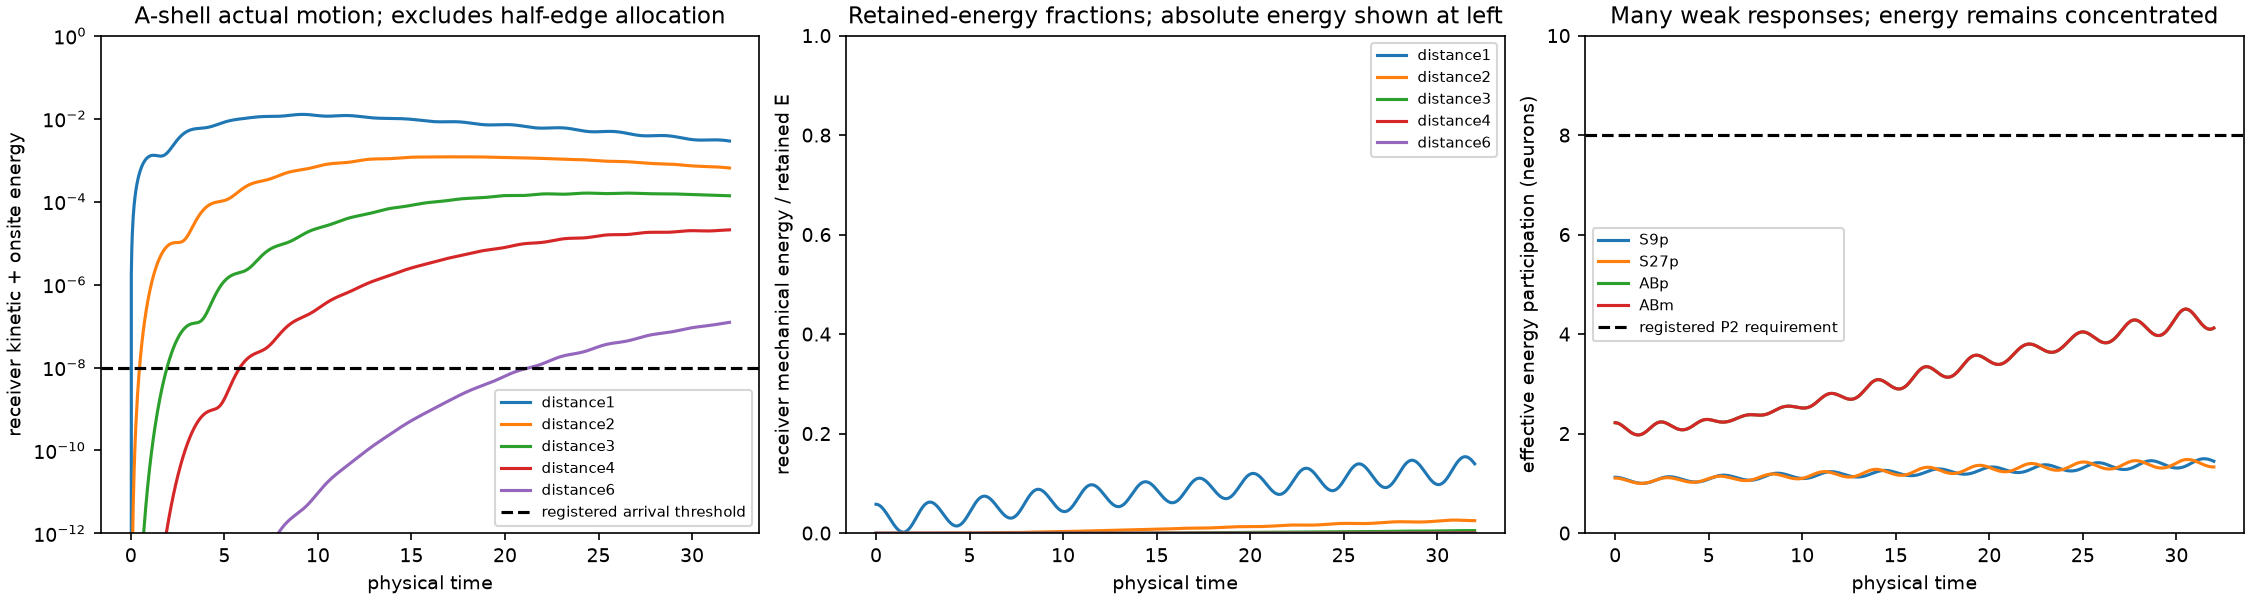 A-shell actual motion; excludes half-edge allocation
receiver kinetic + onsite energy
10⁰
10⁻²
10⁻⁴
10⁻⁶
10⁻⁸
10⁻¹⁰
10⁻¹²
distance1
distance2
distance3
distance4
distance6
registered arrival threshold
0 5 10 15 20 25 30
physical time
Retained-energy fractions; absolute energy shown at left
receiver mechanical energy / retained E
1.0
0.8
0.6
0.4
0.2
0.0
distance1
distance2
distance3
distance4
distance6
0 5 10 15 20 25 30
physical time
Many weak responses; energy remains concentrated
effective energy participation (neurons)
10
8
6
4
2
0
S9p
S27p
ABp
ABm
registered P2 requirement
0 5 10 15 20 25 30
physical time